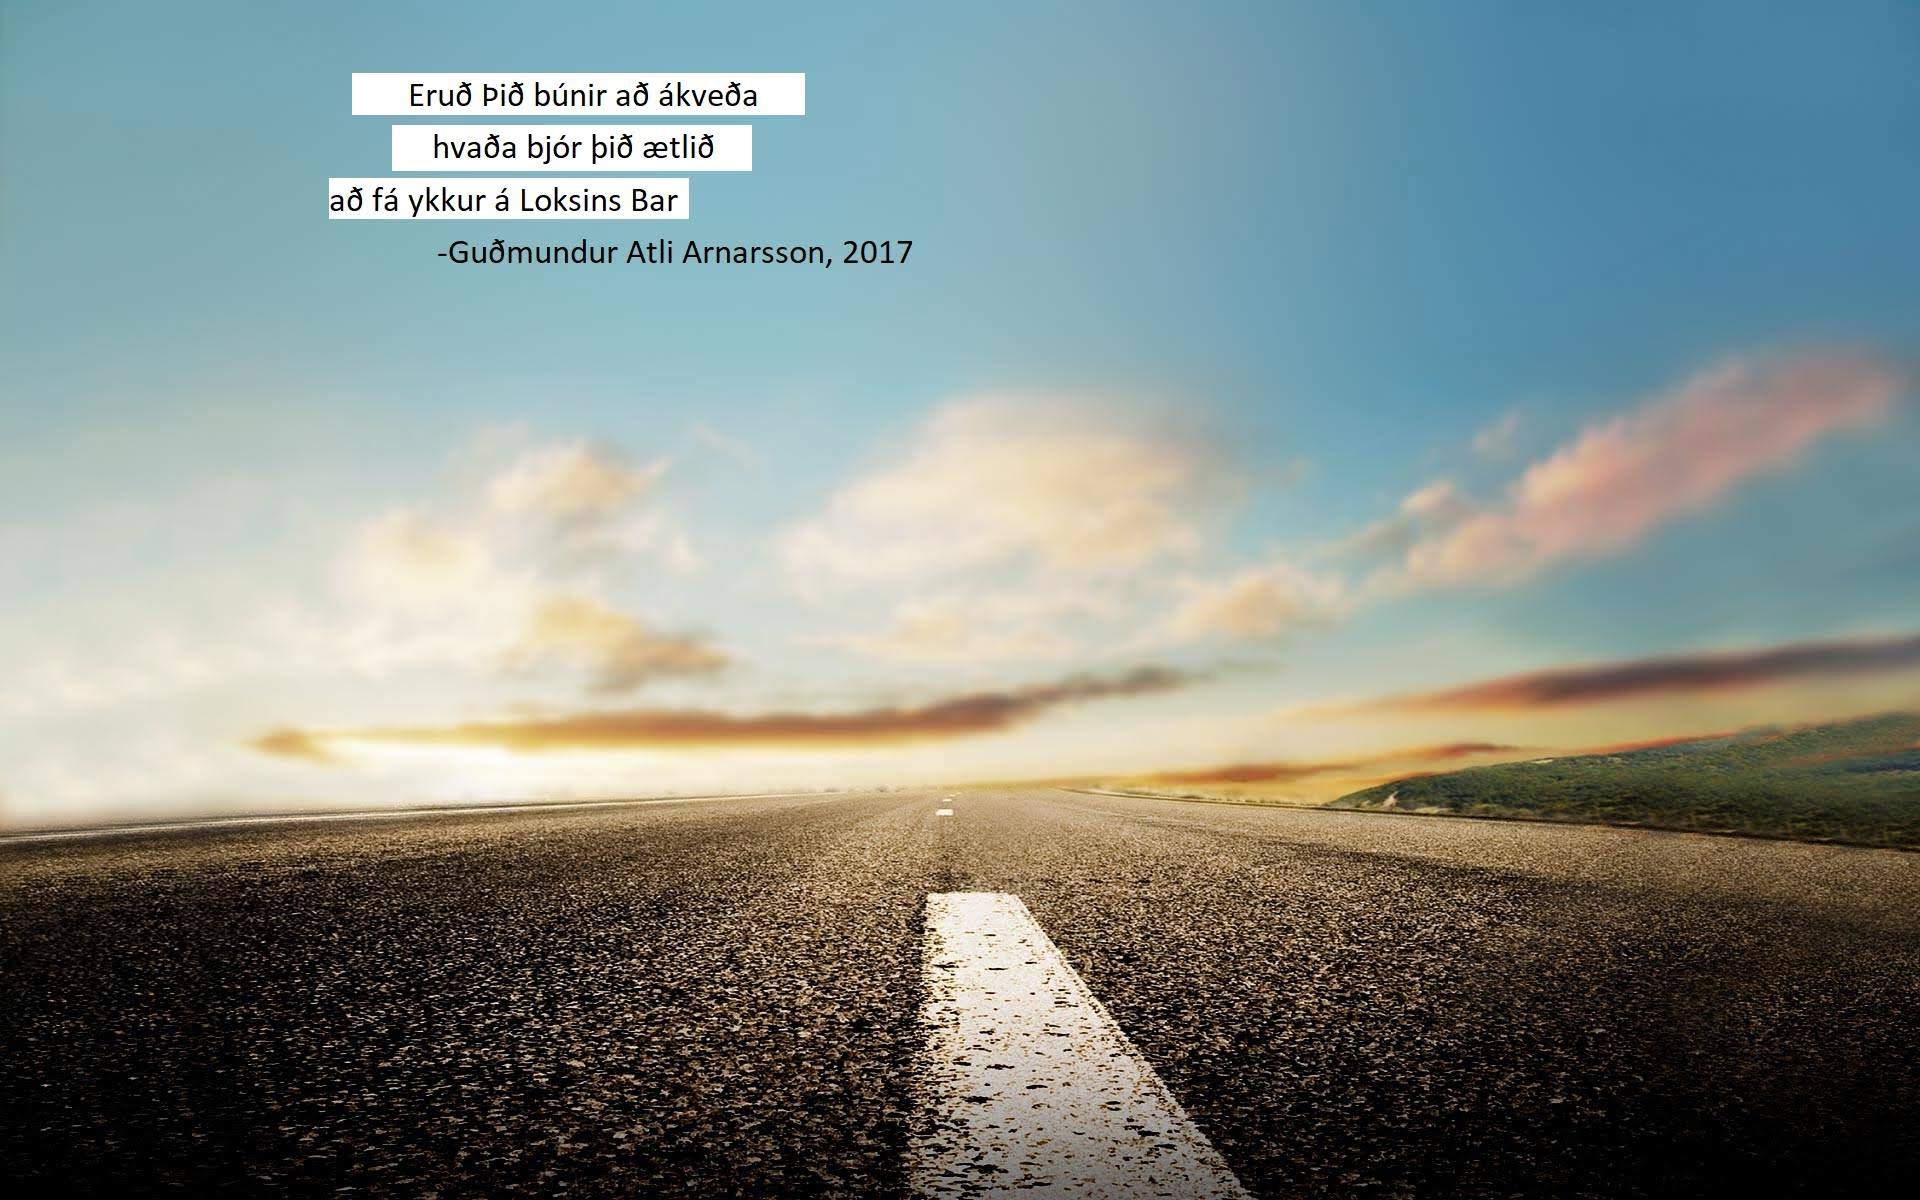 Eruð Þið búnir að ákveða
hvaða bjór þið ætlið
að fá ykkur á Loksins Bar
-Guðmundur Atli Arnarsson, 2017